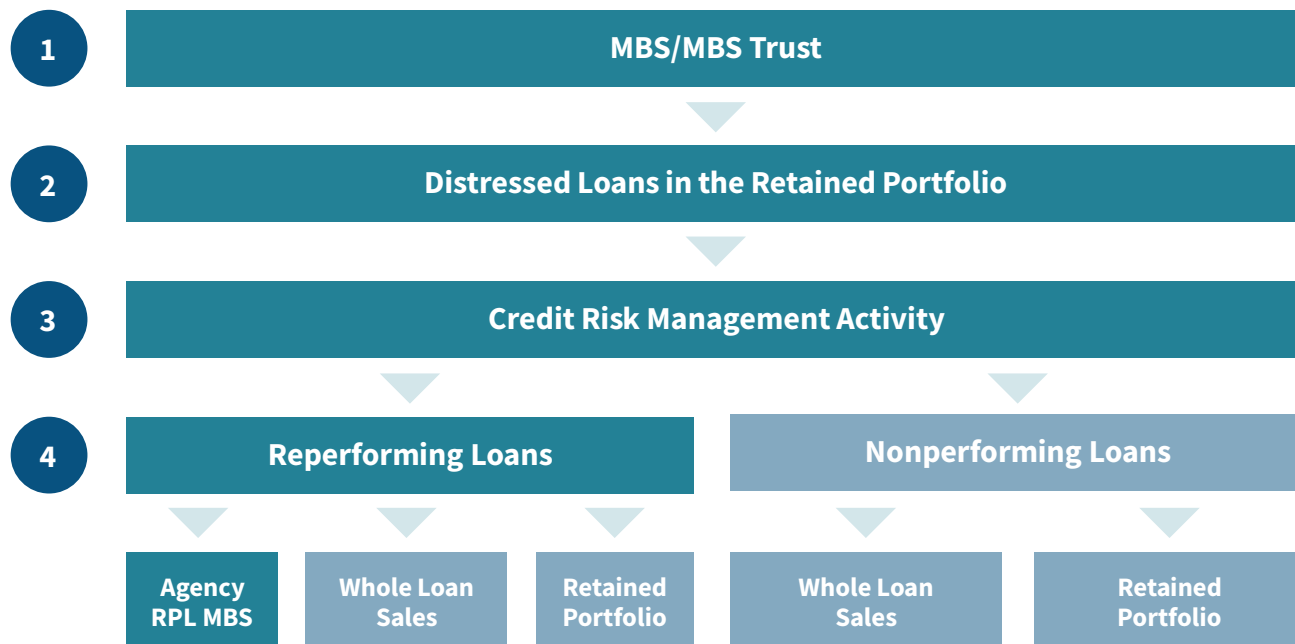 1
MBS/MBS Trust
2
Distressed Loans in the Retained Portfolio
3
Credit Risk Management Activity
4
Reperforming Loans
Nonperforming Loans
Agency
RPL MBS
Whole Loan
Sales
Retained
Portfolio
Whole Loan
Sales
Retained
Portfolio